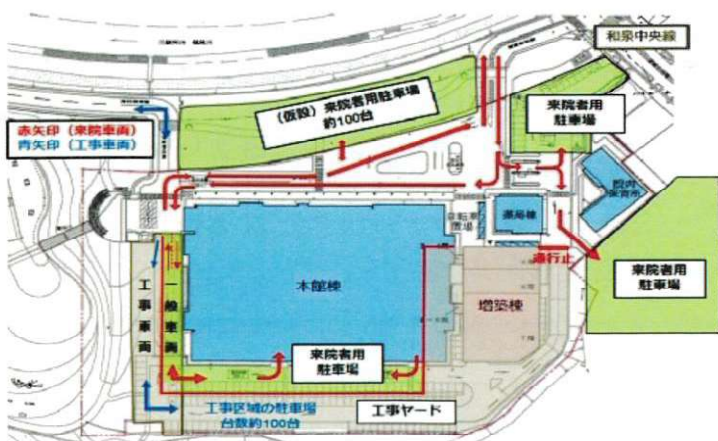 和泉中央線
(仮設)来院者用駐車場
約100台
来院者用
駐車場
赤矢印(来院車両)
青矢印(工事車両)
院内
保育所
自転車
置場
薬局棟
通行止
来院者用
駐車場
本館棟
増築棟
工事車両
一般車両
来院者用
駐車場
工事区域の駐車場
台数約100台
工事ヤード